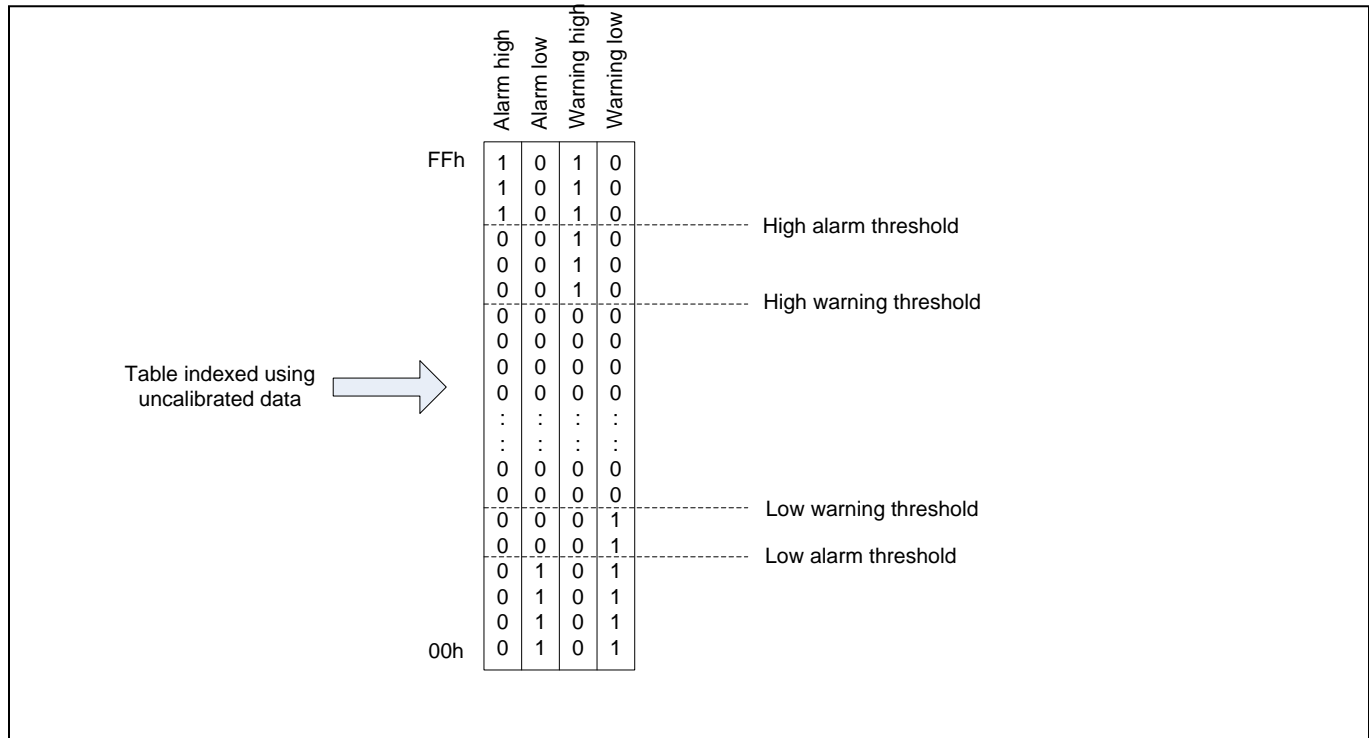 Alarm high
Alarm low
Warning high
Warning low
FFh
1 0 1 0
1 0 1 0
1 0 1 0
High alarm threshold
0 0 1 0
0 0 1 0
0 0 1 0
High warning threshold
0 0 0 0
0 0 0 0
0 0 0 0
0 0 0 0
Table indexed using
uncalibrated data
: : : :
: : : :
0 0 0 0
0 0 0 0
Low warning threshold
0 0 0 1
0 0 0 1
Low alarm threshold
0 1 0 1
0 1 0 1
0 1 0 1
00h
0 1 0 1